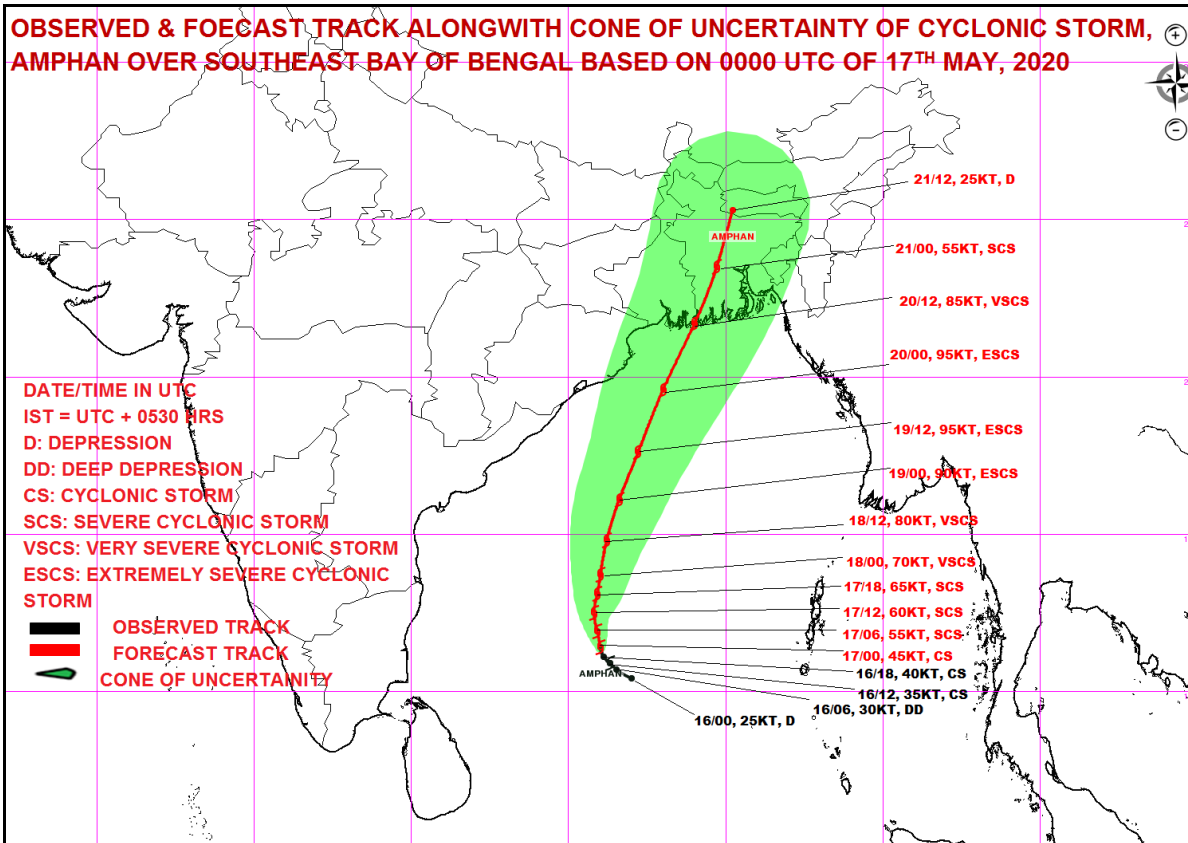 OBSERVED & FOECAST TRACK ALONGWITH CONE OF UNCERTAINTY OF CYCLONIC STORM,
AMPHAN OVER SOUTHEAST BAY OF BENGAL BASED ON 0000 UTC OF 17TH MAY, 2020
21/12, 25KT, D
AMPHAN
21/00, 55KT, SCS
20/12, 85KT, VSCS
20/00, 95KT, ESCS
19/12, 95KT, ESCS
19/00, 90KT, ESCS
18/12, 80KT, VSCS
18/00, 70KT, VSCS
17/18, 65KT, SCS
17/12, 60KT, SCS
17/06, 55KT, SCS
17/00, 45KT, CS
16/18, 40KT, CS
16/12, 35KT, CS
16/06, 30KT, DD
16/00, 25KT, D
AMPHAN
DATE/TIME IN UTC
IST = UTC + 0530 HRS
D: DEPRESSION
DD: DEEP DEPRESSION
CS: CYCLONIC STORM
SCS: SEVERE CYCLONIC STORM
VSCS: VERY SEVERE CYCLONIC STORM
ESCS: EXTREMELY SEVERE CYCLONIC
STORM
OBSERVED TRACK
FORECAST TRACK
CONE OF UNCERTAINITY